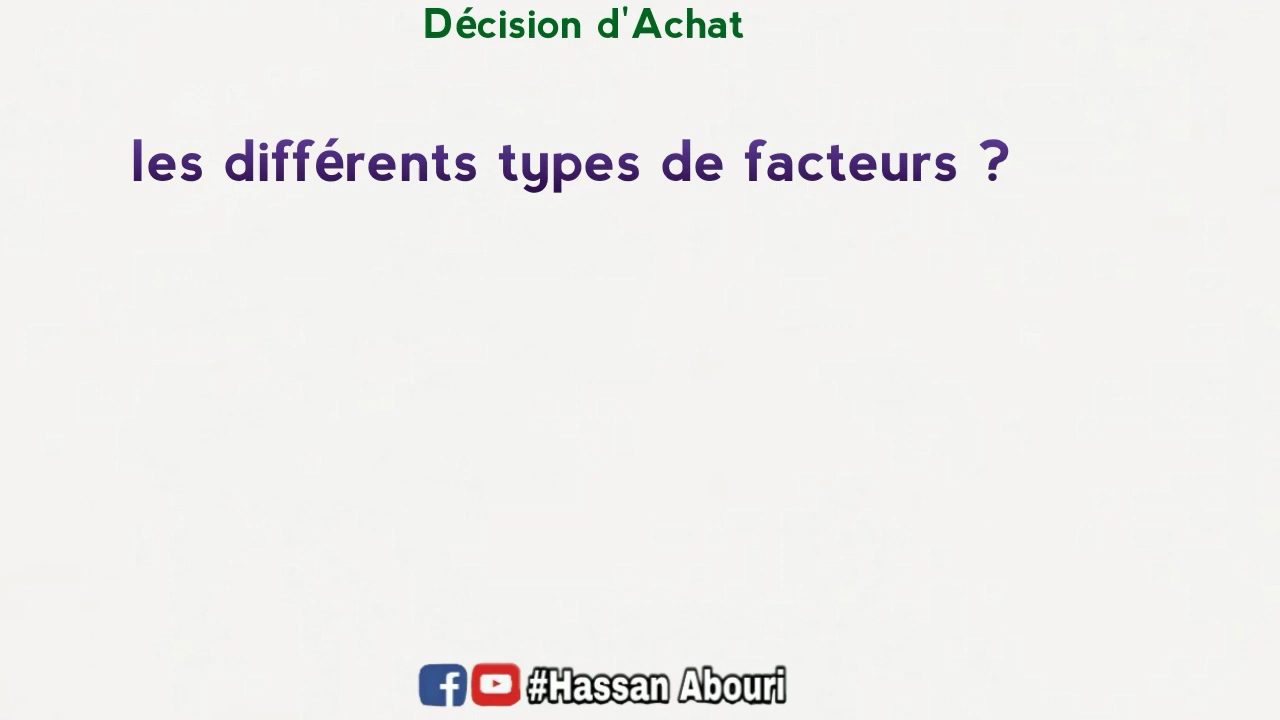 Décision d'Achat
les différents types de facteurs ?
#Hassan Abouri